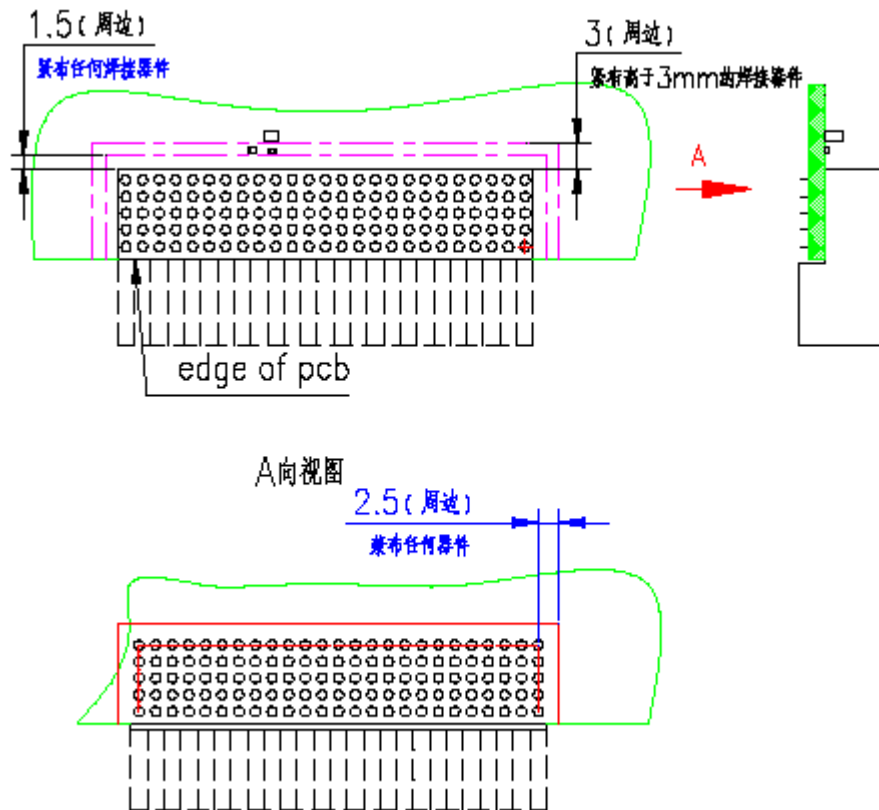 1.5(周边)
禁布任何焊接器件
3(周边)
禁布高于3mm的焊接器件
A
edge of pcb
A向视图
2.5(周边)
禁布任何器件